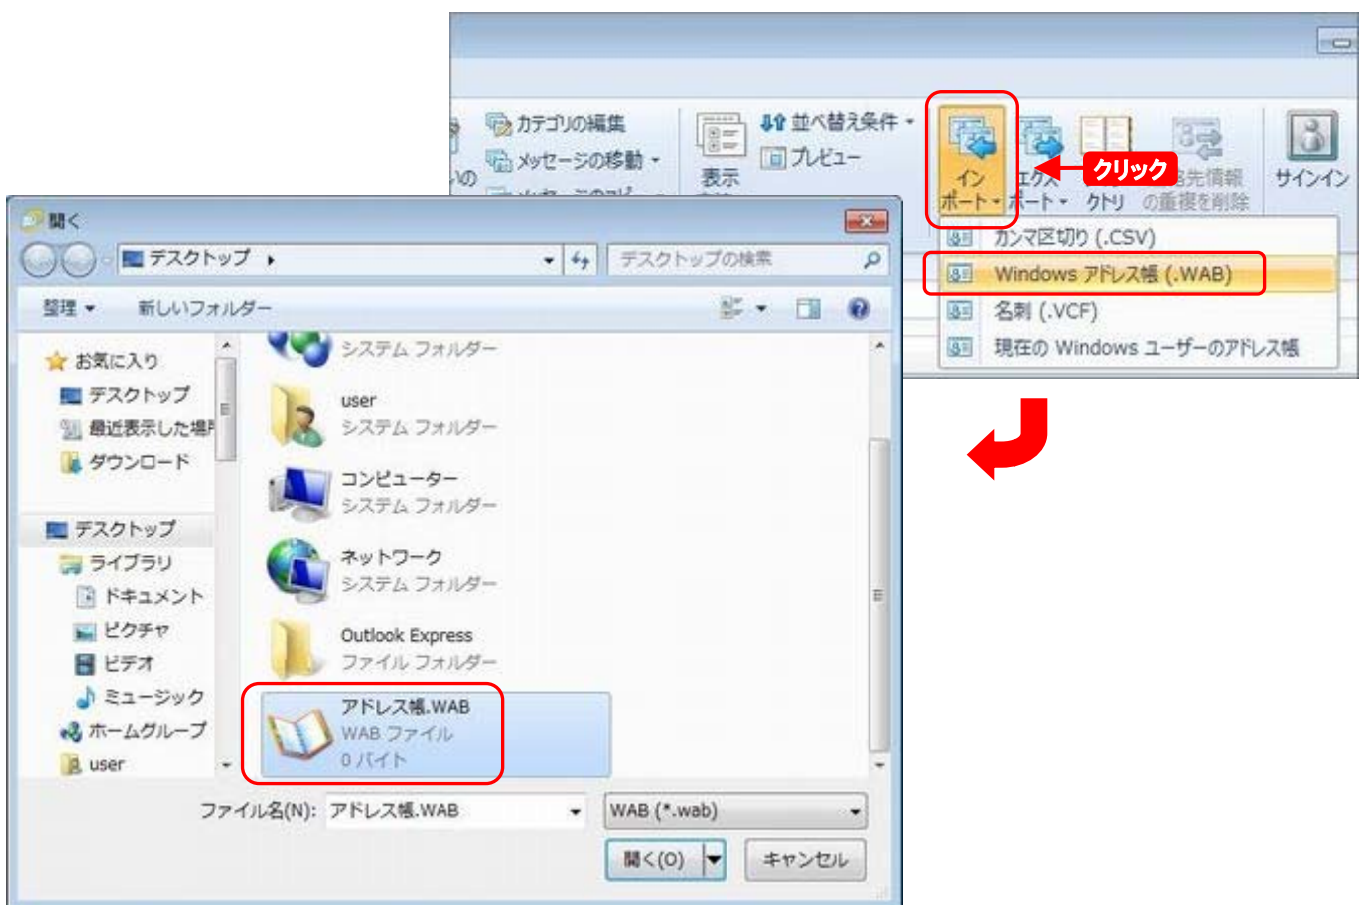 カテゴリの編集
メッセージの移動
表示
並べ替え条件
プレビュー
イン
ポート
エクス
ポート
クトリ
先情報
の重複を削除
サインイン
クリック
カンマ区切り (.CSV)
Windows アドレス帳 (.WAB)
名刺 (.VCF)
現在の Windows ユーザーのアドレス帳
開く
デスクトップ
デスクトップの検索
整理
新しいフォルダー
お気に入り
デスクトップ
最近表示した場所
ダウンロード
デスクトップ
ライブラリ
ドキュメント
ピクチャ
ビデオ
ミュージック
ホームグループ
user
システム フォルダー
user
システム フォルダー
コンピューター
システム フォルダー
ネットワーク
システム フォルダー
Outlook Express
ファイル フォルダー
アドレス帳.WAB
WAB ファイル
0 バイト
ファイル名(N): アドレス帳.WAB
WAB (*.wab)
開く(O)
キャンセル